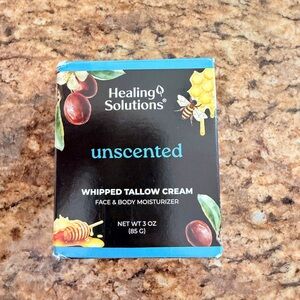 Healing
Solutions®
unscented
WHIPPED TALLOW CREAM
FACE & BODY MOISTURIZER
NET WT 3 OZ
(85 G)